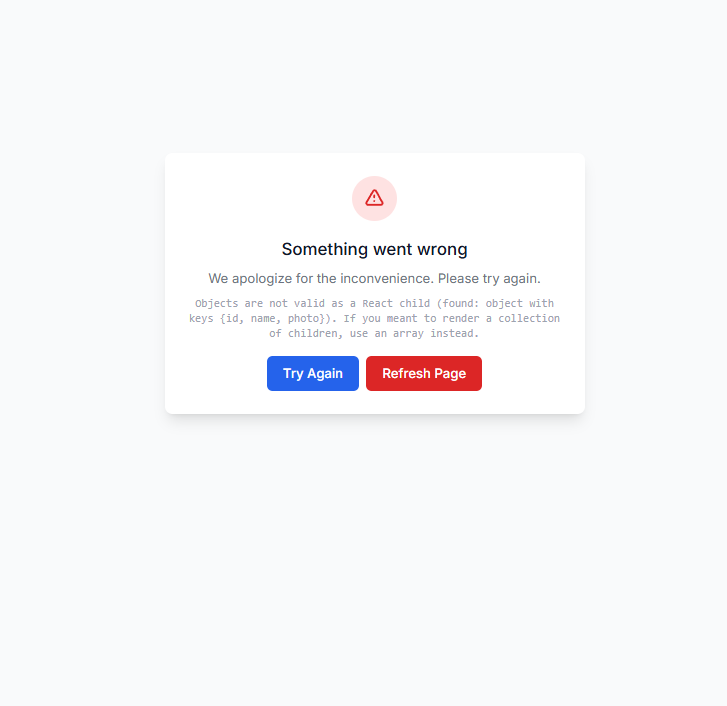 Something went wrong
We apologize for the inconvenience. Please try again.
Objects are not valid as a React child (found: object with
keys {id, name, photo}). If you meant to render a collection
of children, use an array instead.
Try Again
Refresh Page